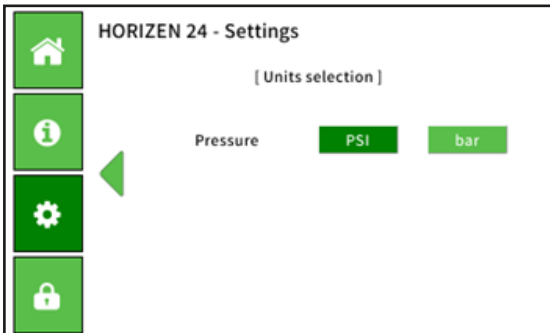 HORIZEN 24 - Settings
[ Units selection ]
Pressure PSI bar